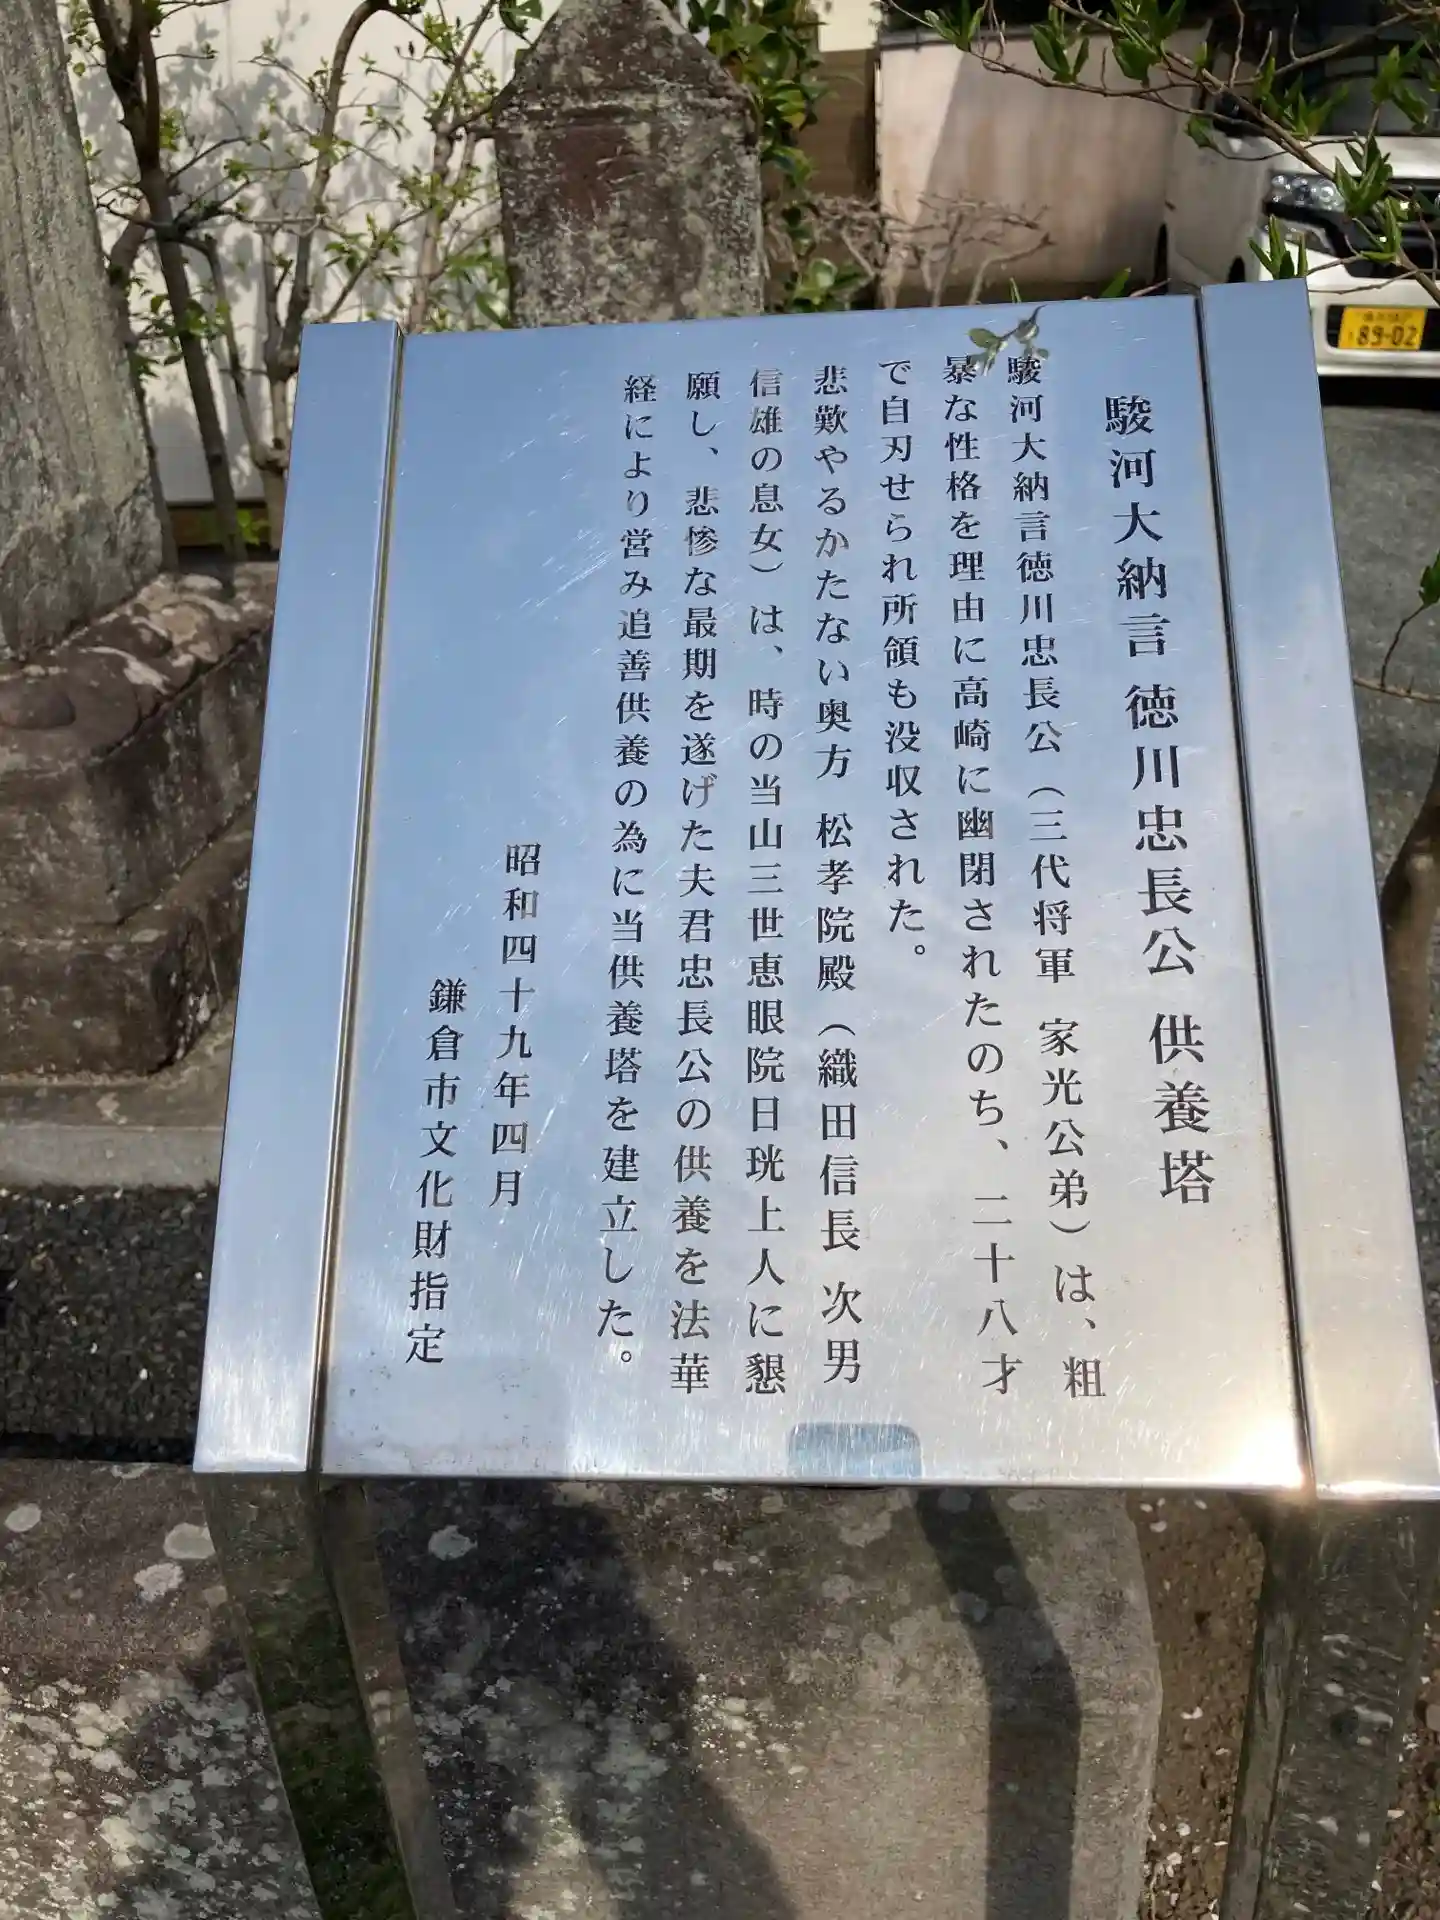 駿河大納言 徳川忠長公 供養塔
駿河大納言徳川忠長公（三代将軍 家光公弟）は、粗
暴な性格を理由に高崎に幽閉されたのち、二十八才
で自刃せられ所領も没収された。
悲歎やるかたない奥方 松孝院殿（織田信長 次男
信雄の息女）は、時の当山三世恵眼院日珖上人に懇
願し、悲惨な最期を遂げた夫君忠長公の供養を法華
経により営み追善供養の為に当供養塔を建立した。
昭和四十九年四月
鎌倉市文化財指定
89-02